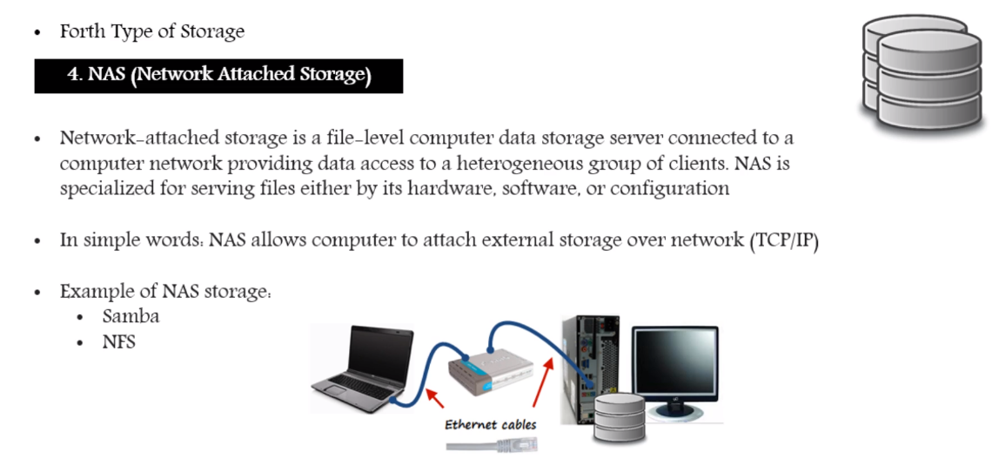 • Forth Type of Storage
4. NAS (Network Attached Storage)
• Network-attached storage is a file-level computer data storage server connected to a
computer network providing data access to a heterogeneous group of clients. NAS is
specialized for serving files either by its hardware, software, or configuration
• In simple words: NAS allows computer to attach external storage over network (TCP/IP)
• Example of NAS storage:
• Samba
• NFS
Ethernet cables